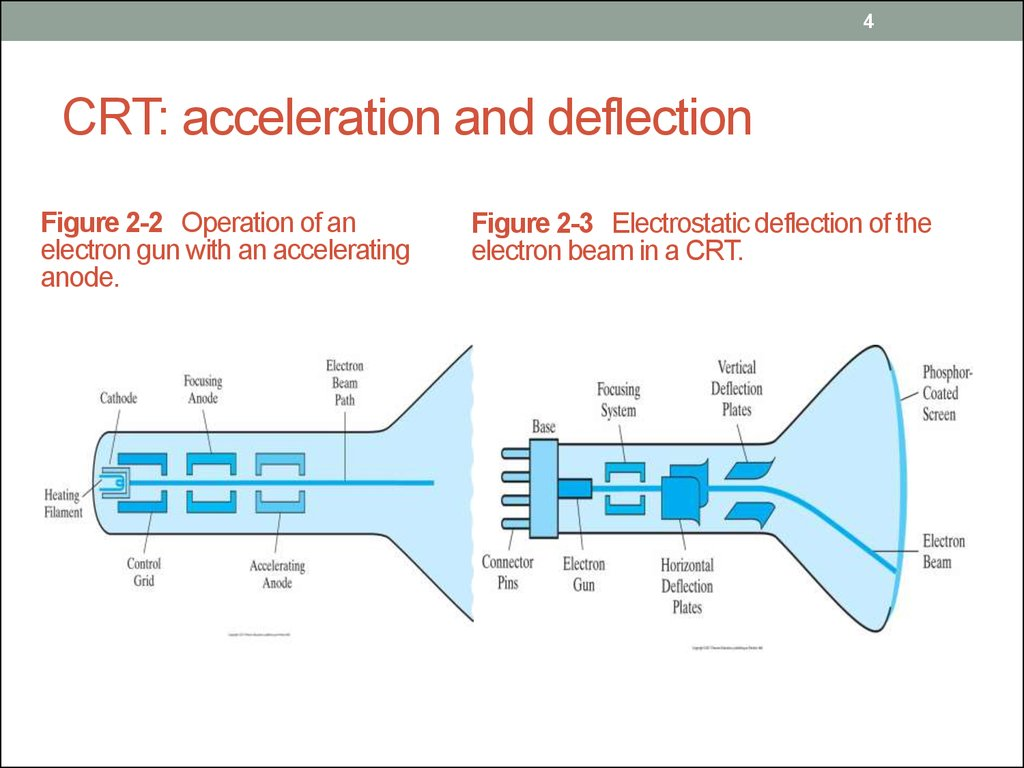 4
CRT: acceleration and deflection
Figure 2-2 Operation of an
electron gun with an accelerating
anode.
Figure 2-3 Electrostatic deflection of the
electron beam in a CRT.
Electron
Beam
Path
Focusing
Anode
Cathode
Heating
Filament
Control
Grid
Accelerating
Anode
Vertical
Deflection
Plates
Phosphor-
Coated
Screen
Focusing
System
Base
Connector
Pins
Electron
Gun
Horizontal
Deflection
Plates
Electron
Beam